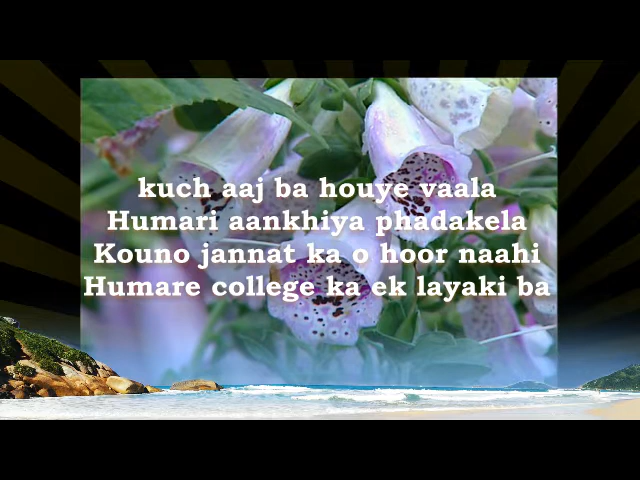 kuch aaj ba houye vaala
Humari aankhiya phadakela
Kouno jannat ka o hoor naahi
Humare college ka ek layaki ba